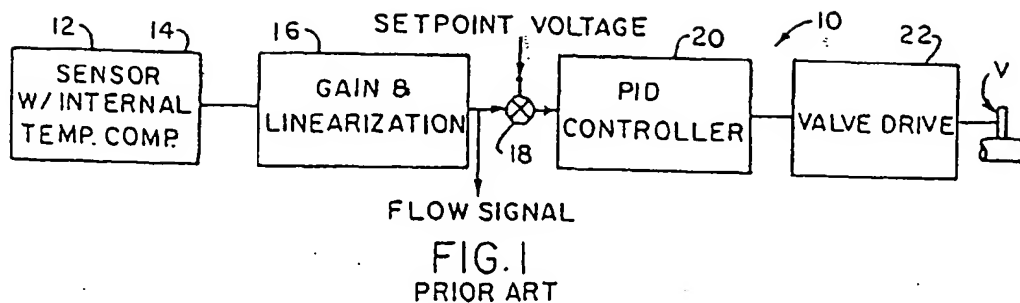 12
14
SENSOR
W/ INTERNAL
TEMP. COMP.
16
GAIN &
LINEARIZATION
SETPOINT VOLTAGE
18
FLOW SIGNAL
20
PID
CONTROLLER
10
22
VALVE DRIVE
V
FIG. 1
PRIOR ART